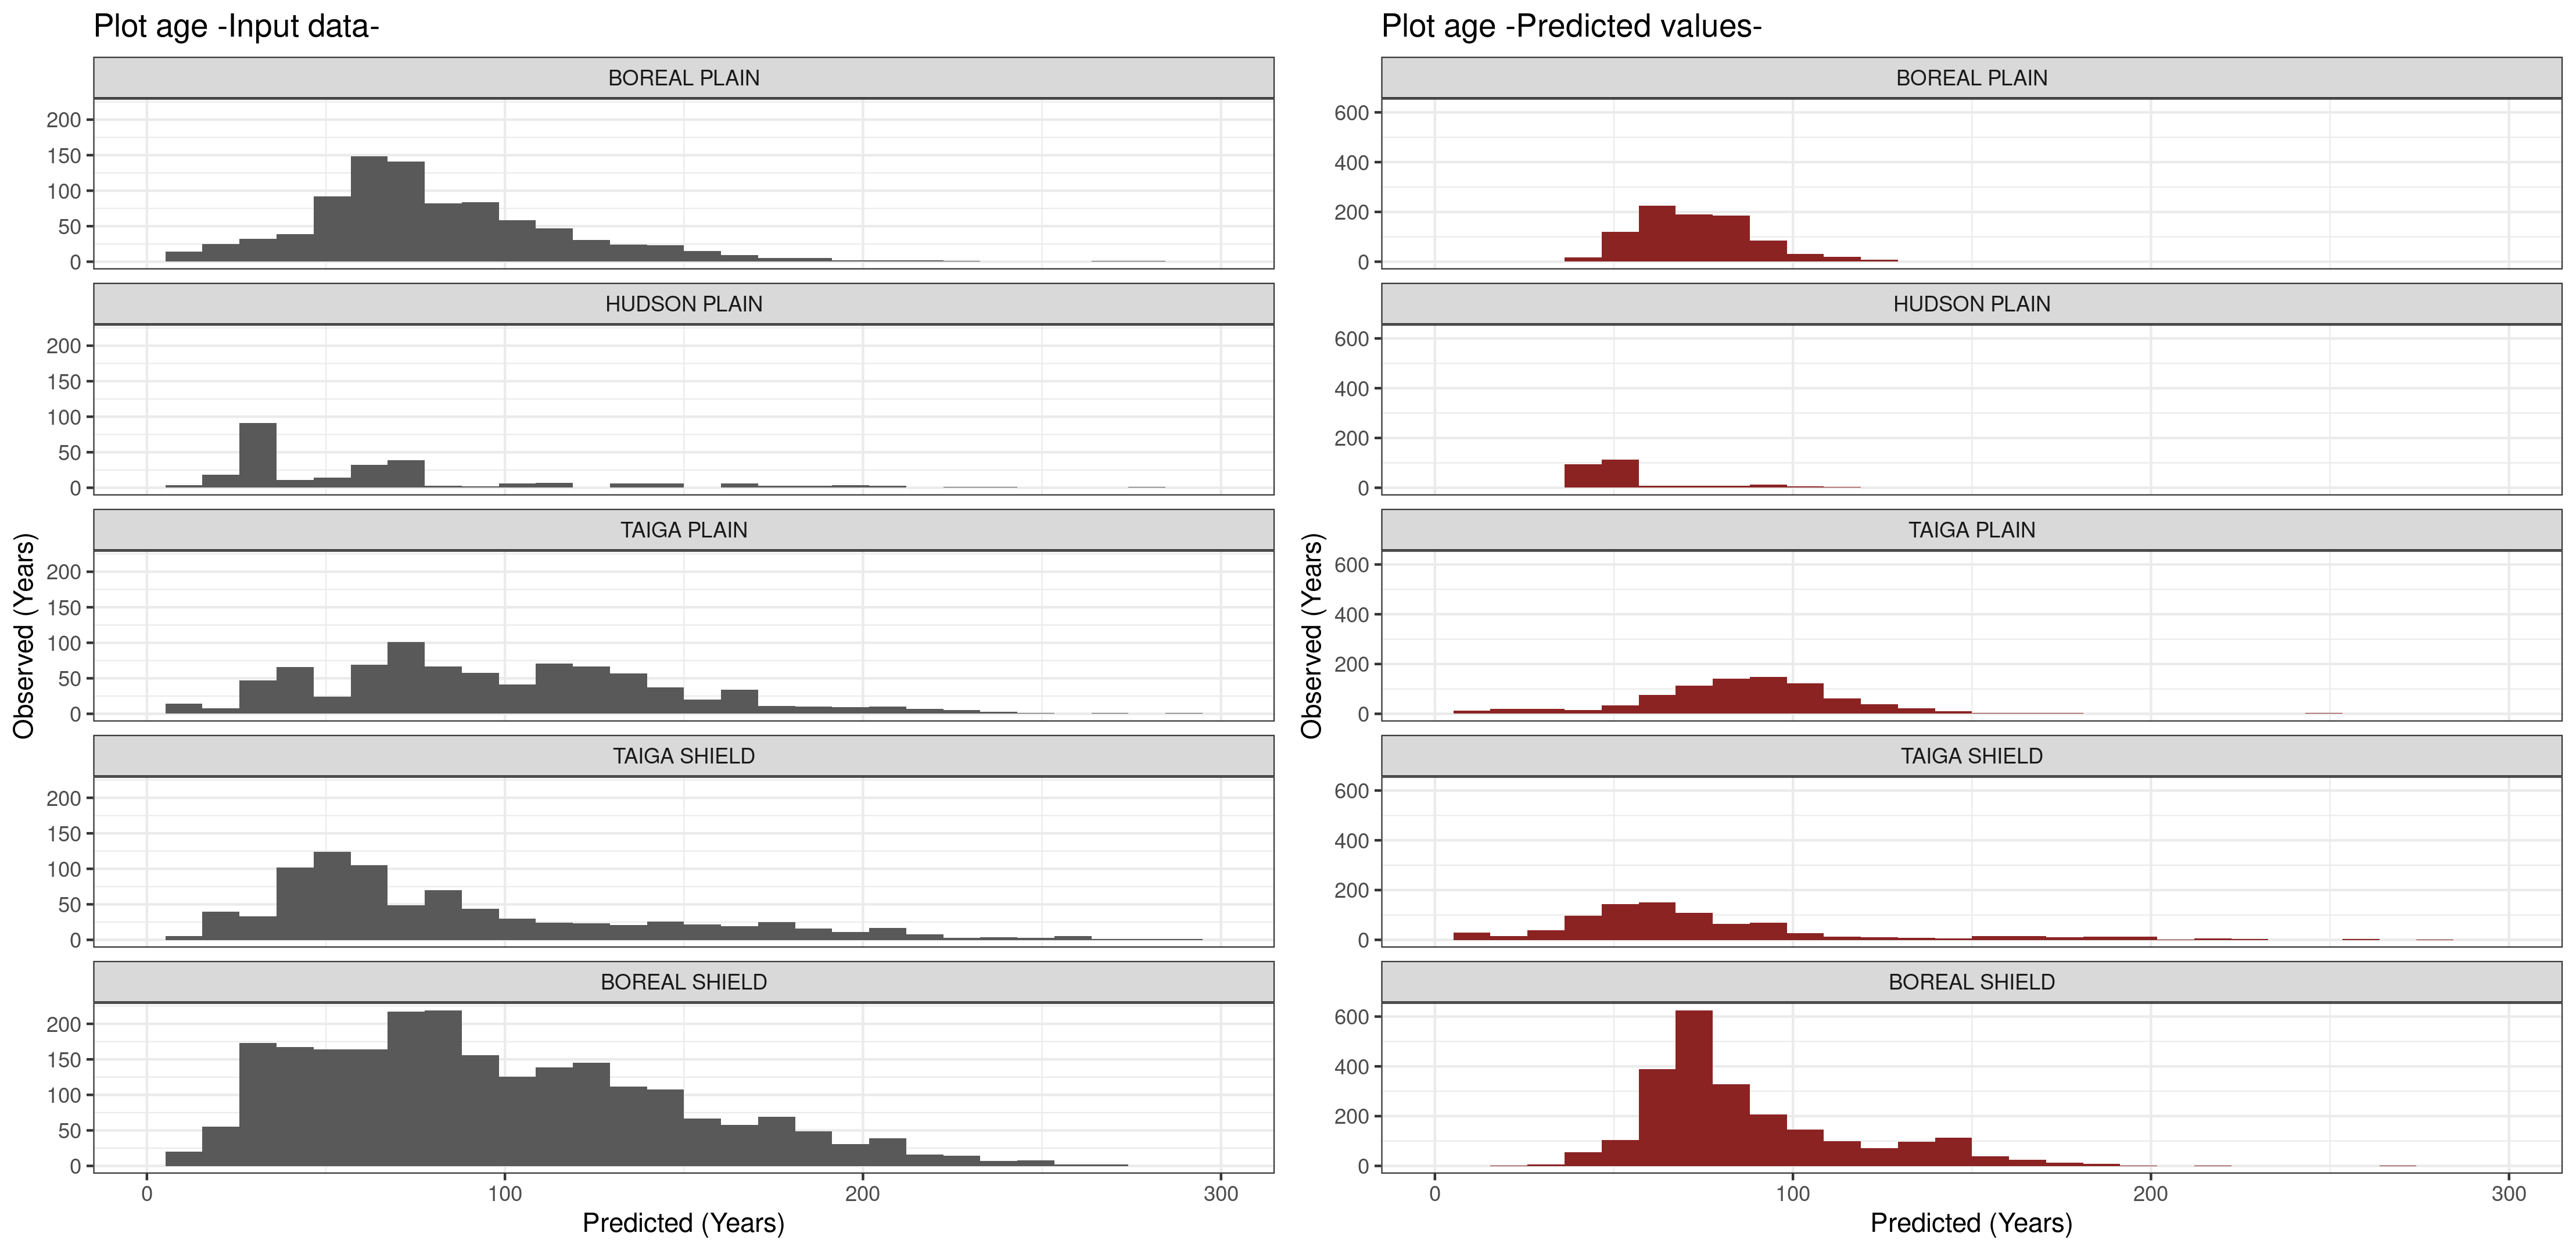 Plot age -Input data-
BOREAL PLAIN
200
150
100
50
0
HUDSON PLAIN
200
150
100
50
0
TAIGA PLAIN
200
150
100
50
0
TAIGA SHIELD
200
150
100
50
0
BOREAL SHIELD
200
150
100
50
0
0 100 200 300
Observed (Years)
Predicted (Years)
Plot age -Predicted values-
BOREAL PLAIN
600
400
200
0
HUDSON PLAIN
600
400
200
0
TAIGA PLAIN
600
400
200
0
TAIGA SHIELD
600
400
200
0
BOREAL SHIELD
600
400
200
0
0 100 200 300
Observed (Years)
Predicted (Years)